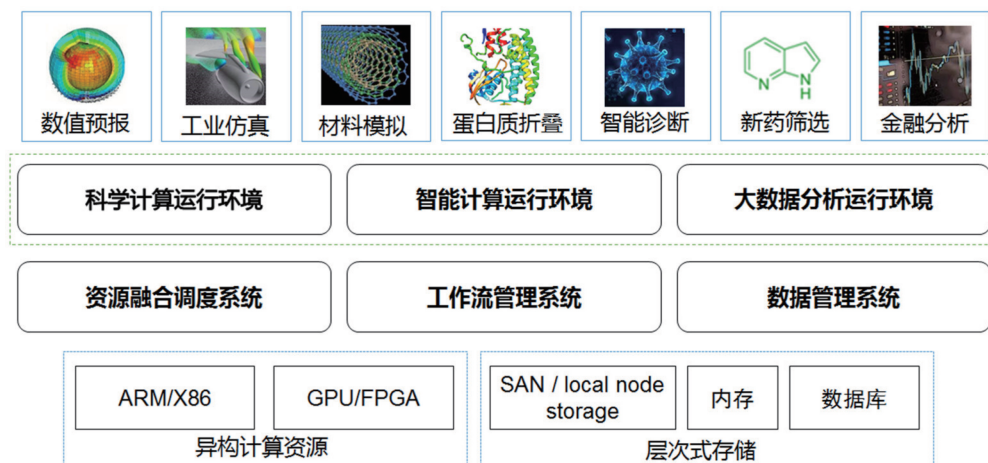 N
N
H
数值预报
工业仿真
材料模拟
蛋白质折叠
智能诊断
新药筛选
金融分析
科学计算运行环境
智能计算运行环境
大数据分析运行环境
资源融合调度系统
工作流管理系统
数据管理系统
ARM/X86
GPU/FPGA
SAN / local node
storage
内存
数据库
异构计算资源
层次式存储